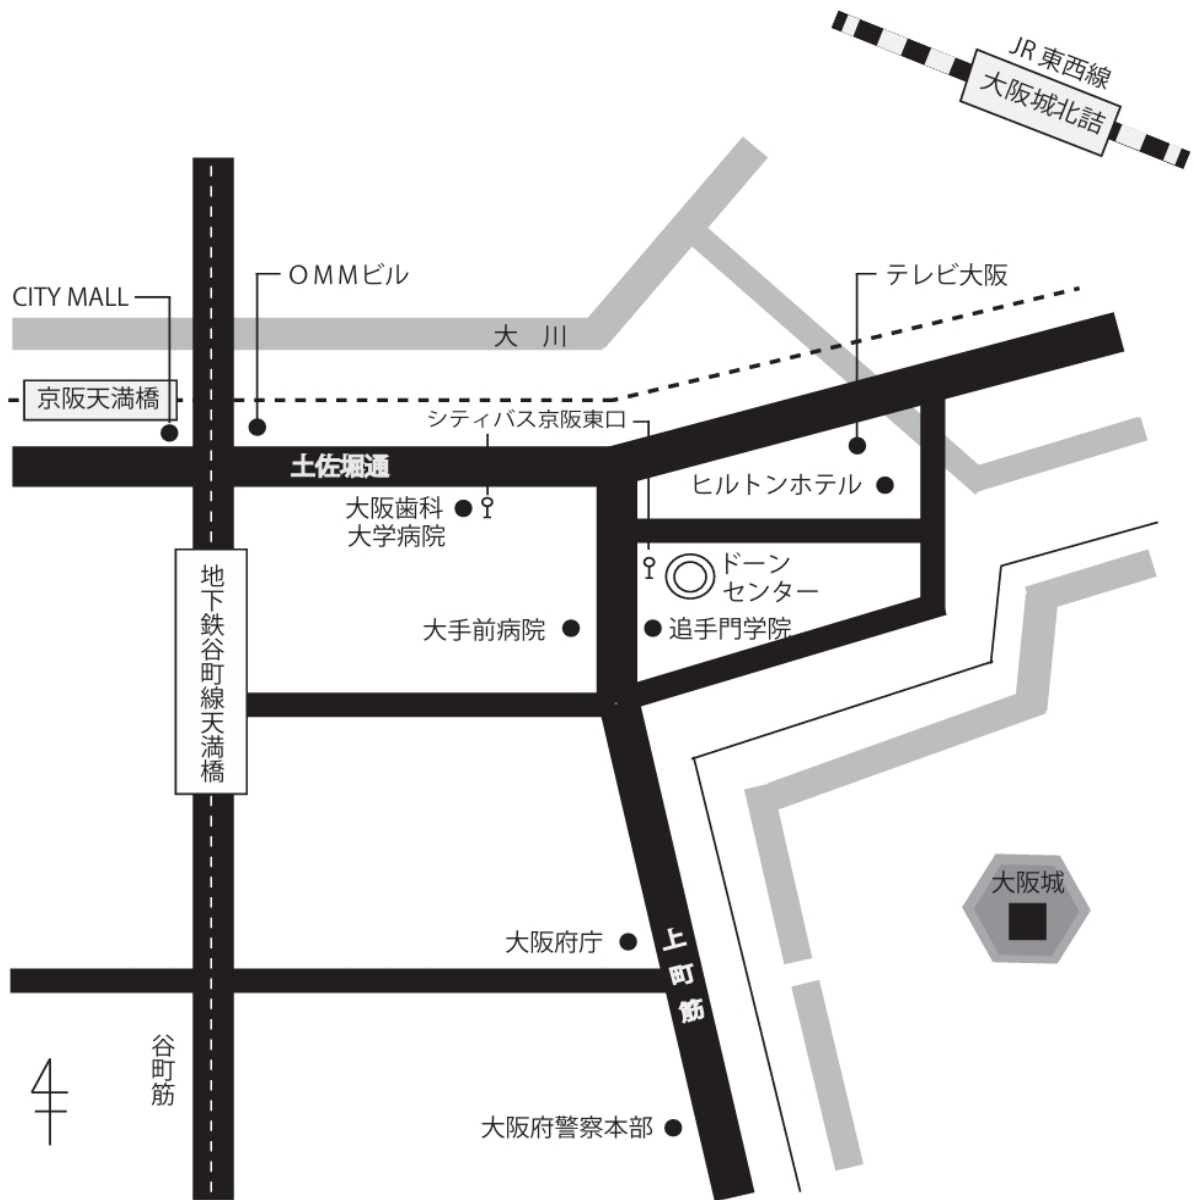 JR 東西線
大阪城北詰
OMMビル
テレビ大阪
CITY MALL
大 川
京阪天満橋
シティバス京阪東口
土佐堀通
ヒルトンホテル
大阪歯科
大学病院
ドーン
センター
地下鉄谷町線天満橋
大手前病院
追手門学院
大阪城
大阪府庁
上町筋
谷町筋
大阪府警察本部